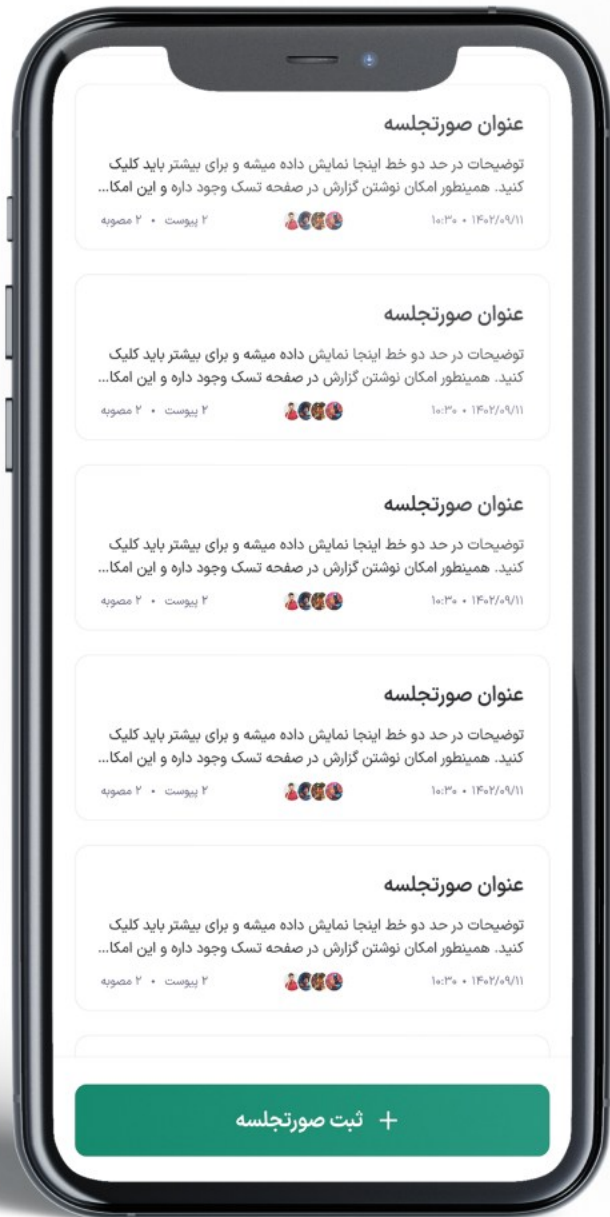 عنوان صورتجلسه
توضیحات در حد دو خط اینجا نمایش داده میشه و برای بیشتر باید کلیک
کنید. همینطور امکان نوشتن گزارش در صفحه تسک وجود داره و این امکا...
۱۴۰۲/۰۹/۱۱ • ۱۰:۳۰ ۲ پیوست • ۲ مصوبه
عنوان صورتجلسه
توضیحات در حد دو خط اینجا نمایش داده میشه و برای بیشتر باید کلیک
کنید. همینطور امکان نوشتن گزارش در صفحه تسک وجود داره و این امکا...
۱۴۰۲/۰۹/۱۱ • ۱۰:۳۰ ۲ پیوست • ۲ مصوبه
عنوان صورتجلسه
توضیحات در حد دو خط اینجا نمایش داده میشه و برای بیشتر باید کلیک
کنید. همینطور امکان نوشتن گزارش در صفحه تسک وجود داره و این امکا...
۱۴۰۲/۰۹/۱۱ • ۱۰:۳۰ ۲ پیوست • ۲ مصوبه
عنوان صورتجلسه
توضیحات در حد دو خط اینجا نمایش داده میشه و برای بیشتر باید کلیک
کنید. همینطور امکان نوشتن گزارش در صفحه تسک وجود داره و این امکا...
۱۴۰۲/۰۹/۱۱ • ۱۰:۳۰ ۲ پیوست • ۲ مصوبه
عنوان صورتجلسه
توضیحات در حد دو خط اینجا نمایش داده میشه و برای بیشتر باید کلیک
کنید. همینطور امکان نوشتن گزارش در صفحه تسک وجود داره و این امکا...
۱۴۰۲/۰۹/۱۱ • ۱۰:۳۰ ۲ پیوست • ۲ مصوبه
+ ثبت صورتجلسه